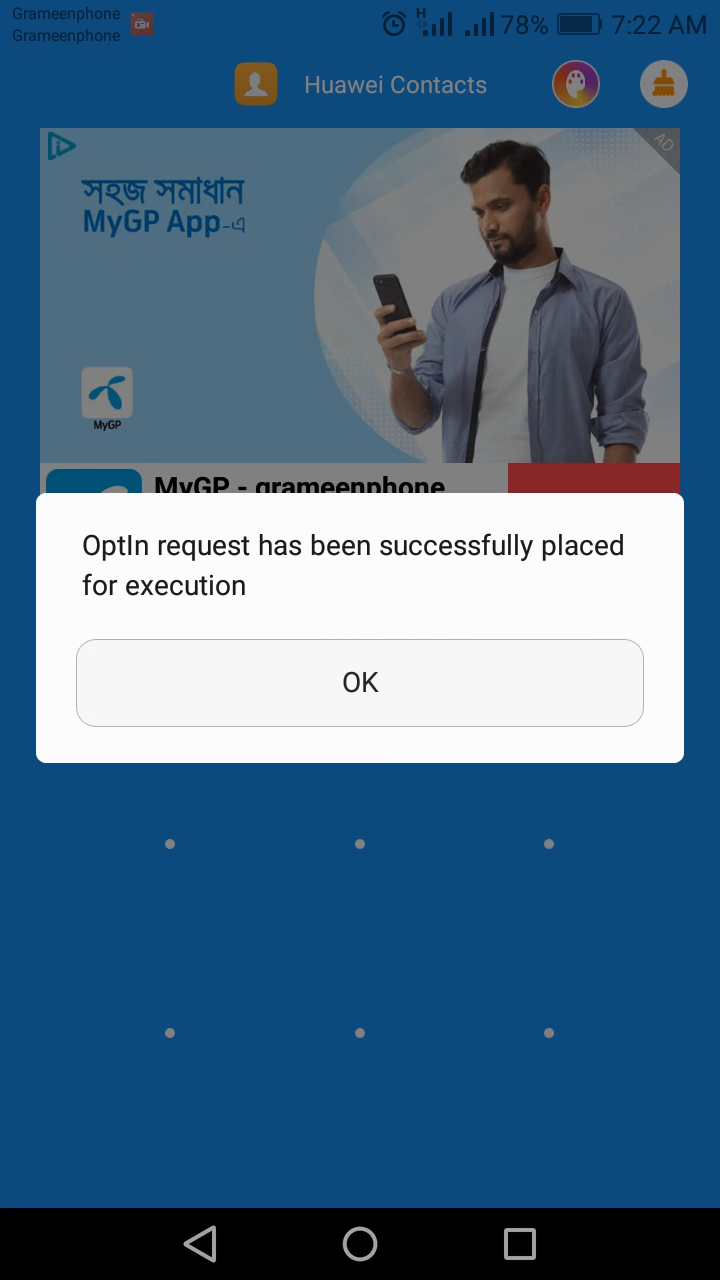 Grameenphone
Grameenphone
H
78%
7:22 AM
Huawei Contacts
AD
সহজ সমাধান
MyGP App-এ
MyGP
MyGP - grameenphone
OptIn request has been successfully placed
for execution
OK